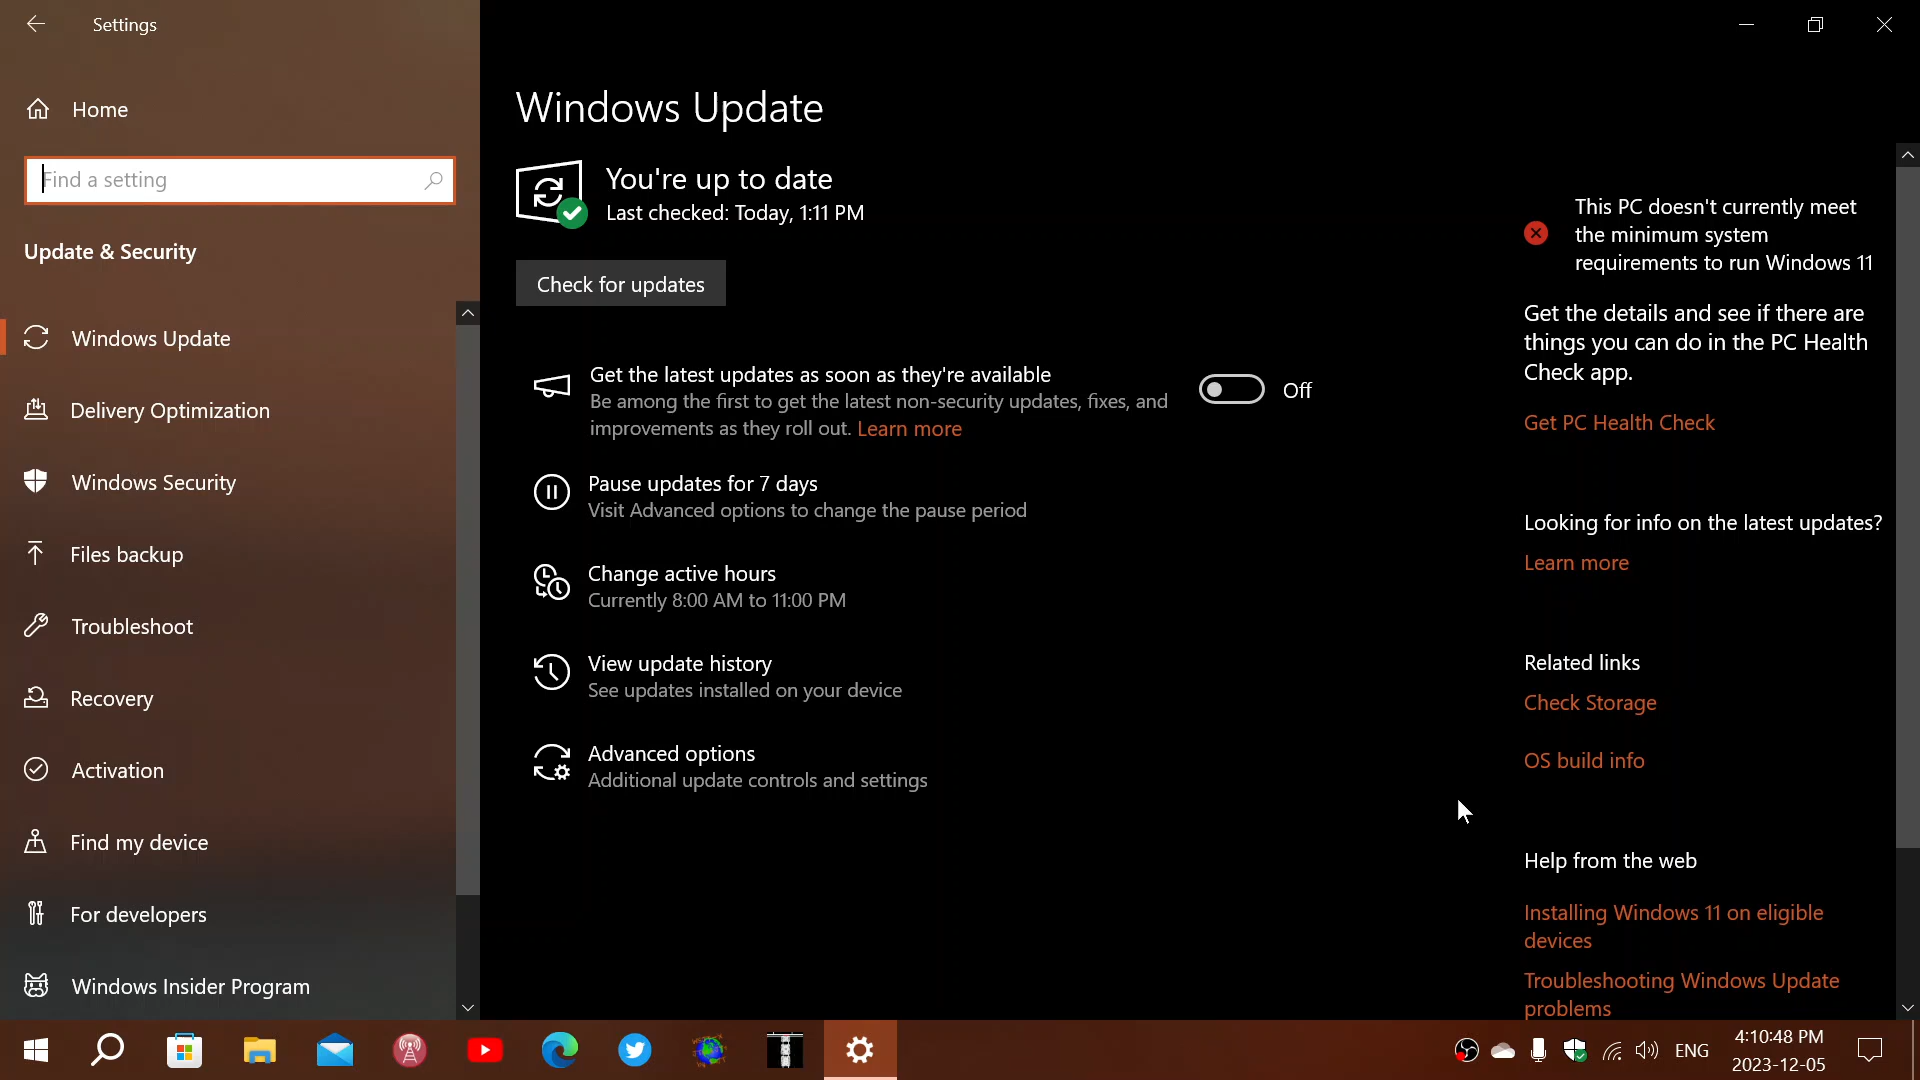 Settings
Home
Find a setting
Update & Security
Windows Update
Delivery Optimization
Windows Security
Files backup
Troubleshoot
Recovery
Activation
Find my device
For developers
Windows Insider Program
Windows Update
You're up to date
Last checked: Today, 1:11 PM
Check for updates
Get the latest updates as soon as they're available
Be among the first to get the latest non-security updates, fixes, and
improvements as they roll out. Learn more
Off
Pause updates for 7 days
Visit Advanced options to change the pause period
Change active hours
Currently 8:00 AM to 11:00 PM
View update history
See updates installed on your device
Advanced options
Additional update controls and settings
This PC doesn't currently meet
the minimum system
requirements to run Windows 11
Get the details and see if there are
things you can do in the PC Health
Check app.
Get PC Health Check
Looking for info on the latest updates?
Learn more
Related links
Check Storage
OS build info
Help from the web
Installing Windows 11 on eligible
devices
Troubleshooting Windows Update
problems
ENG
4:10:48 PM
2023-12-05